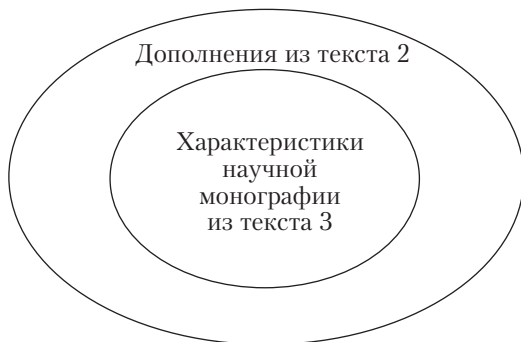 Дополнения из текста 2
Характеристики
научной
монографии
из текста 3